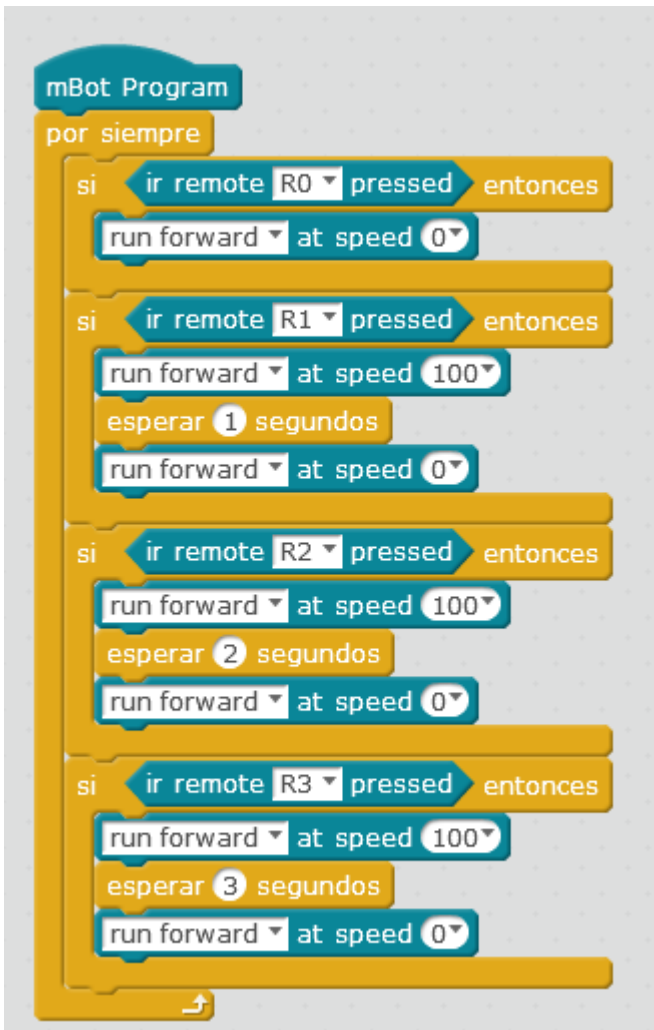 mBot Program
por siempre
si ir remote R0 pressed entonces
run forward at speed 0
si ir remote R1 pressed entonces
run forward at speed 100
esperar 1 segundos
run forward at speed 0
si ir remote R2 pressed entonces
run forward at speed 100
esperar 2 segundos
run forward at speed 0
si ir remote R3 pressed entonces
run forward at speed 100
esperar 3 segundos
run forward at speed 0